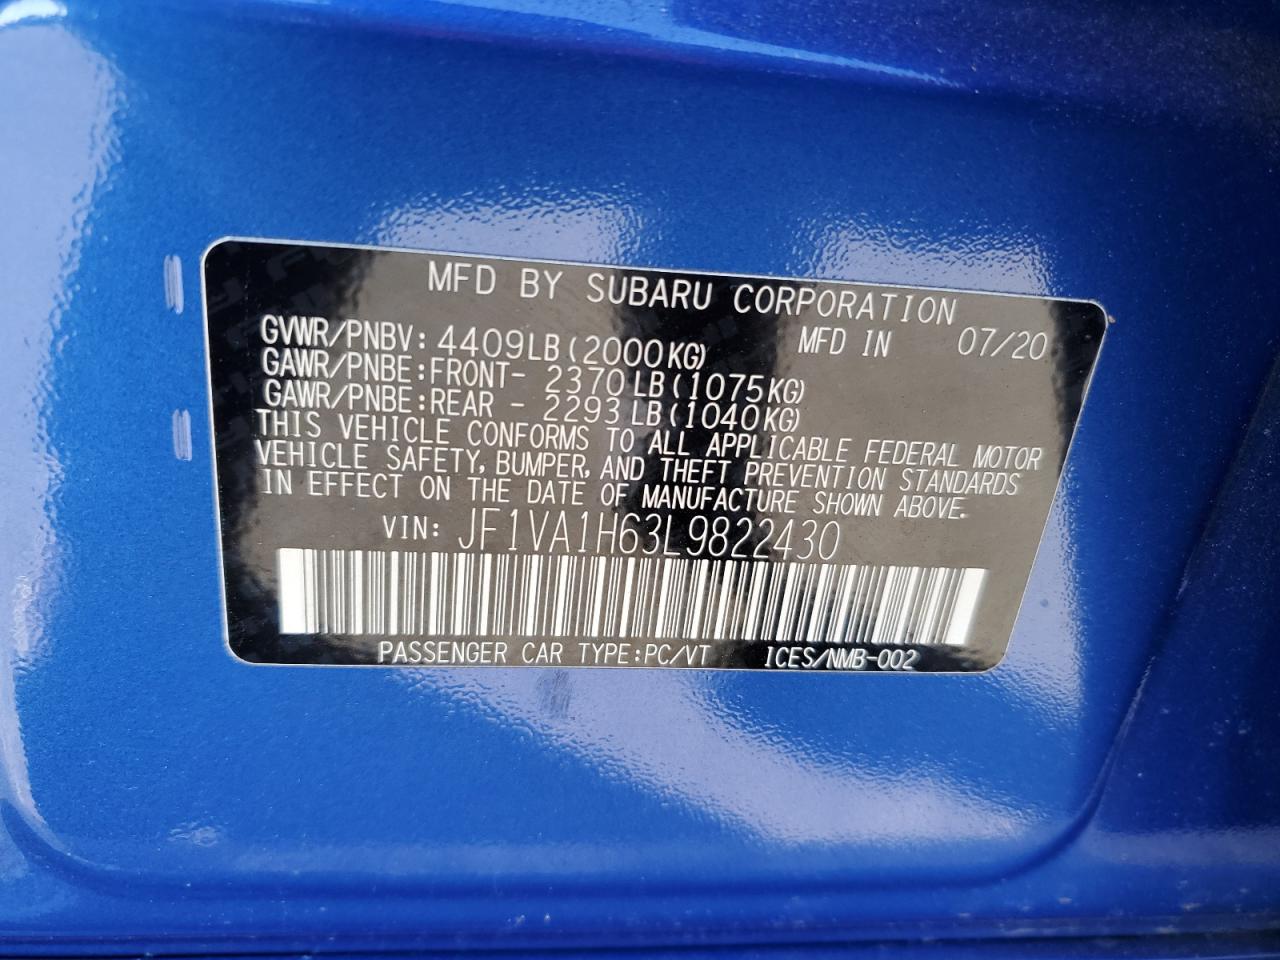 MFD BY SUBARU CORPORATION
GVWR/PNBV: 4409LB(2000KG) MFD IN 07/20
GAWR/PNBE:FRONT- 2370LB(1075KG)
GAWR/PNBE:REAR - 2293LB(1040KG)
THIS VEHICLE CONFORMS TO ALL APPLICABLE FEDERAL MOTOR
VEHICLE SAFETY, BUMPER, AND THEFT PREVENTION STANDARDS
IN EFFECT ON THE DATE OF MANUFACTURE SHOWN ABOVE.
VIN: JF1VA1H63L9822430
PASSENGER CAR TYPE:PC/VT ICES/NMB-002